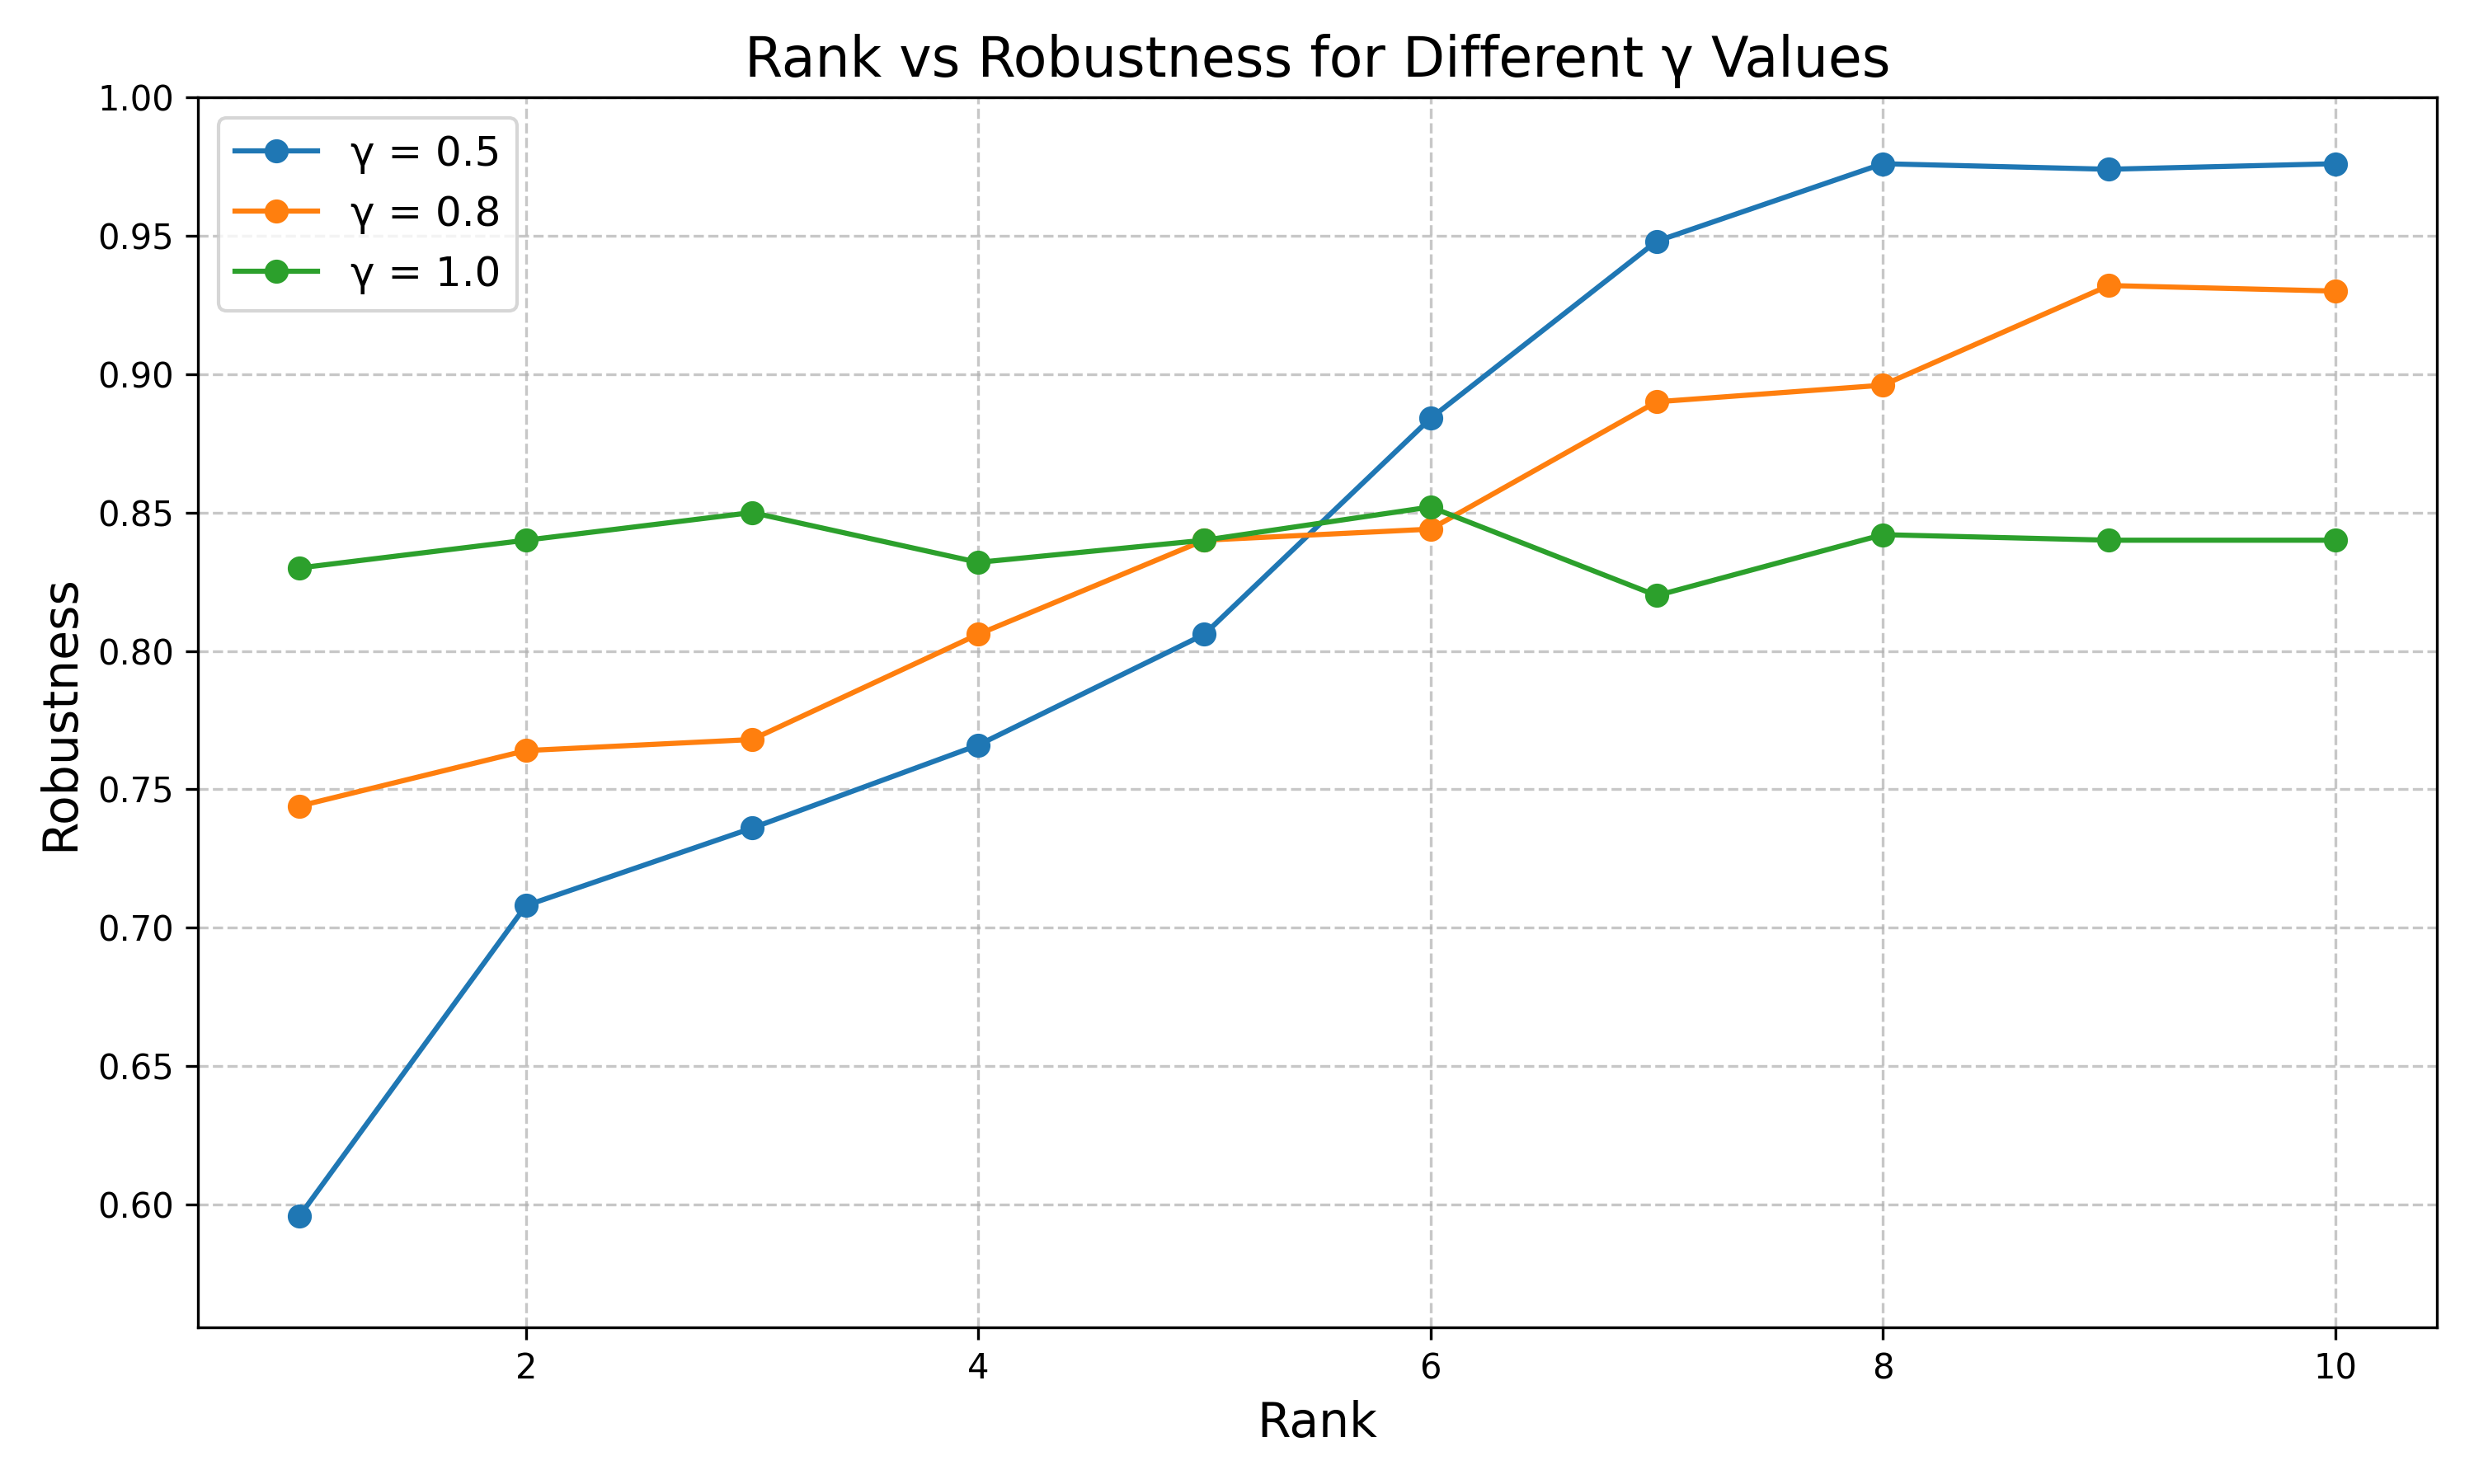 Rank vs Robustness for Different γ Values
1.00
0.95
0.90
0.85
0.80
0.75
0.70
0.65
0.60
Robustness
γ = 0.5
γ = 0.8
γ = 1.0
2 4 6 8 10
Rank